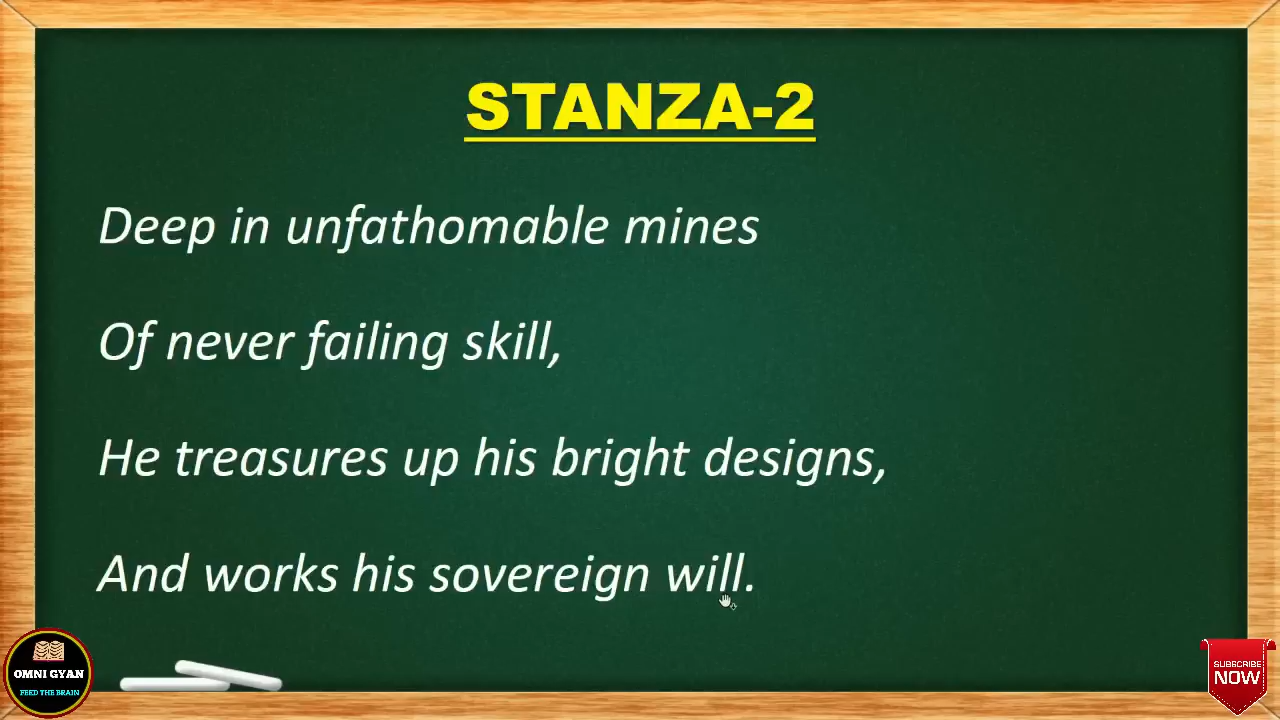 STANZA-2
Deep in unfathomable mines
Of never failing skill,
He treasures up his bright designs,
And works his sovereign will.
OMNI GYAN
FEED THE BRAIN
SUBSCRIBE
NOW